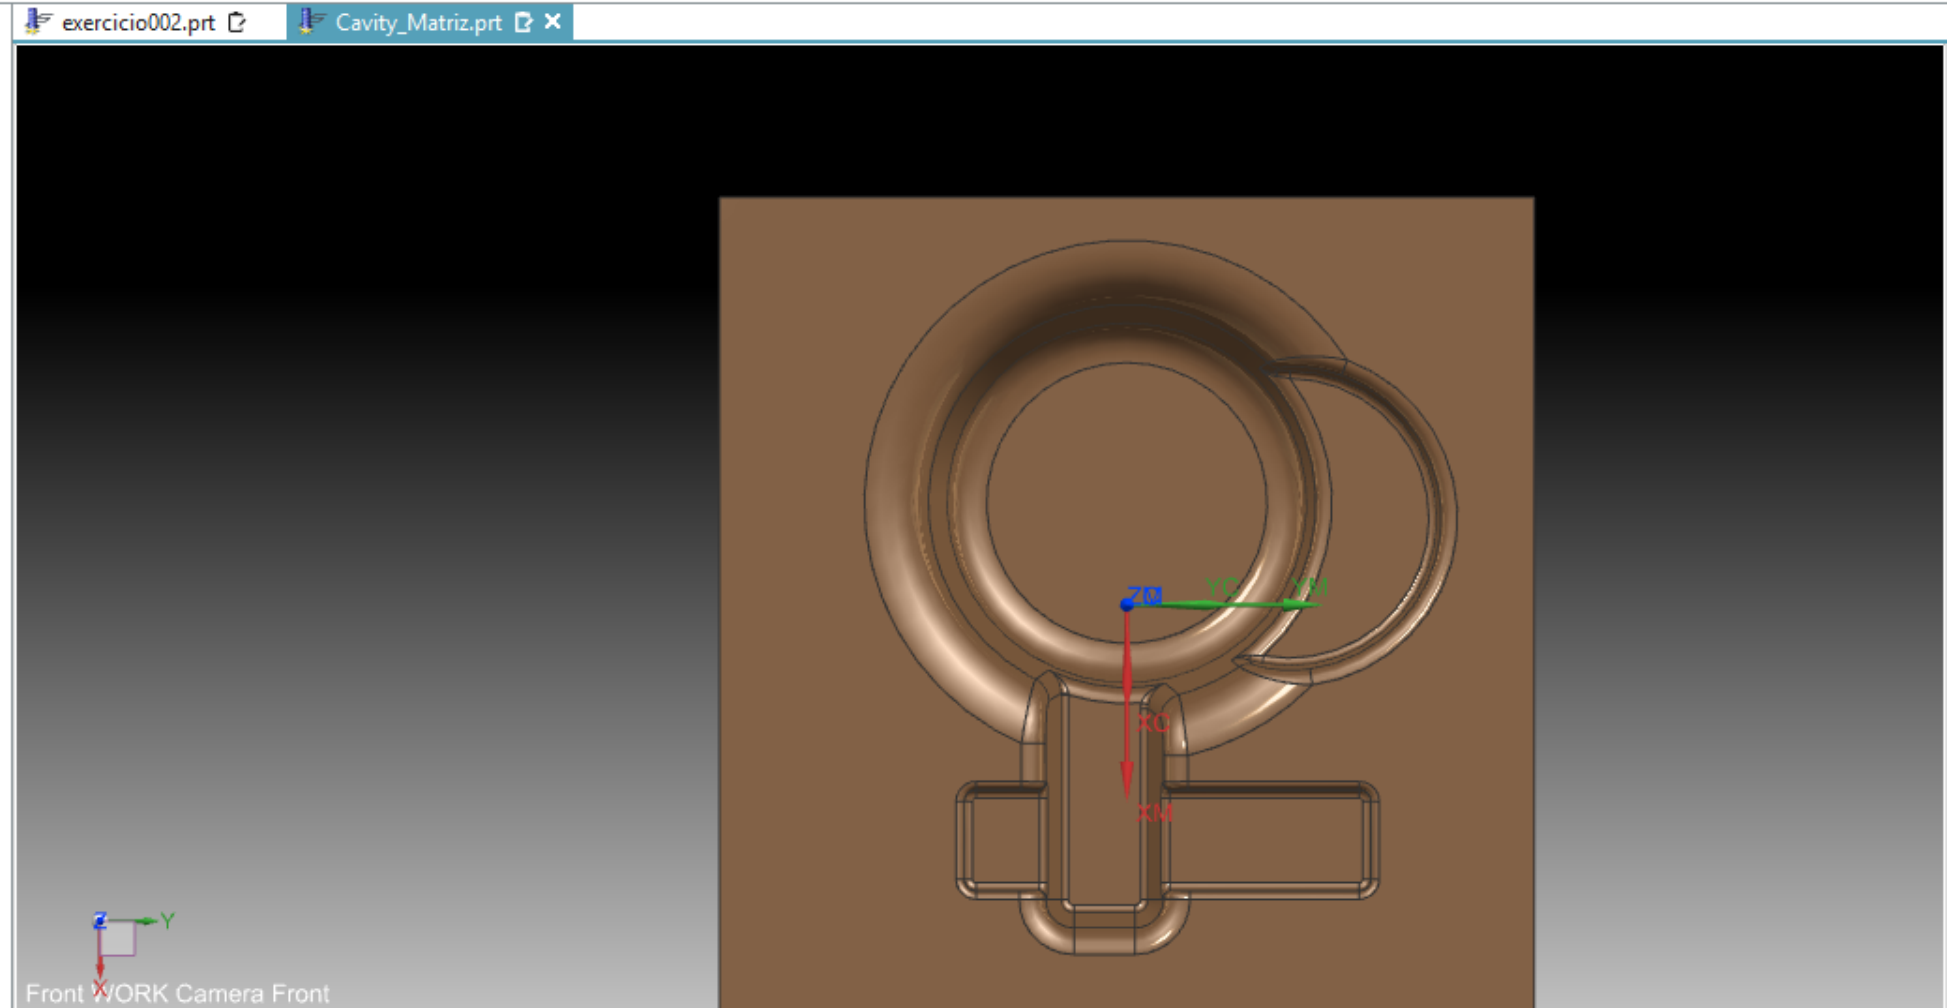 exercicio002.prt
Cavity_Matriz.prt
YC YM
XC
XM
Z Y
X
Front WORK Camera Front